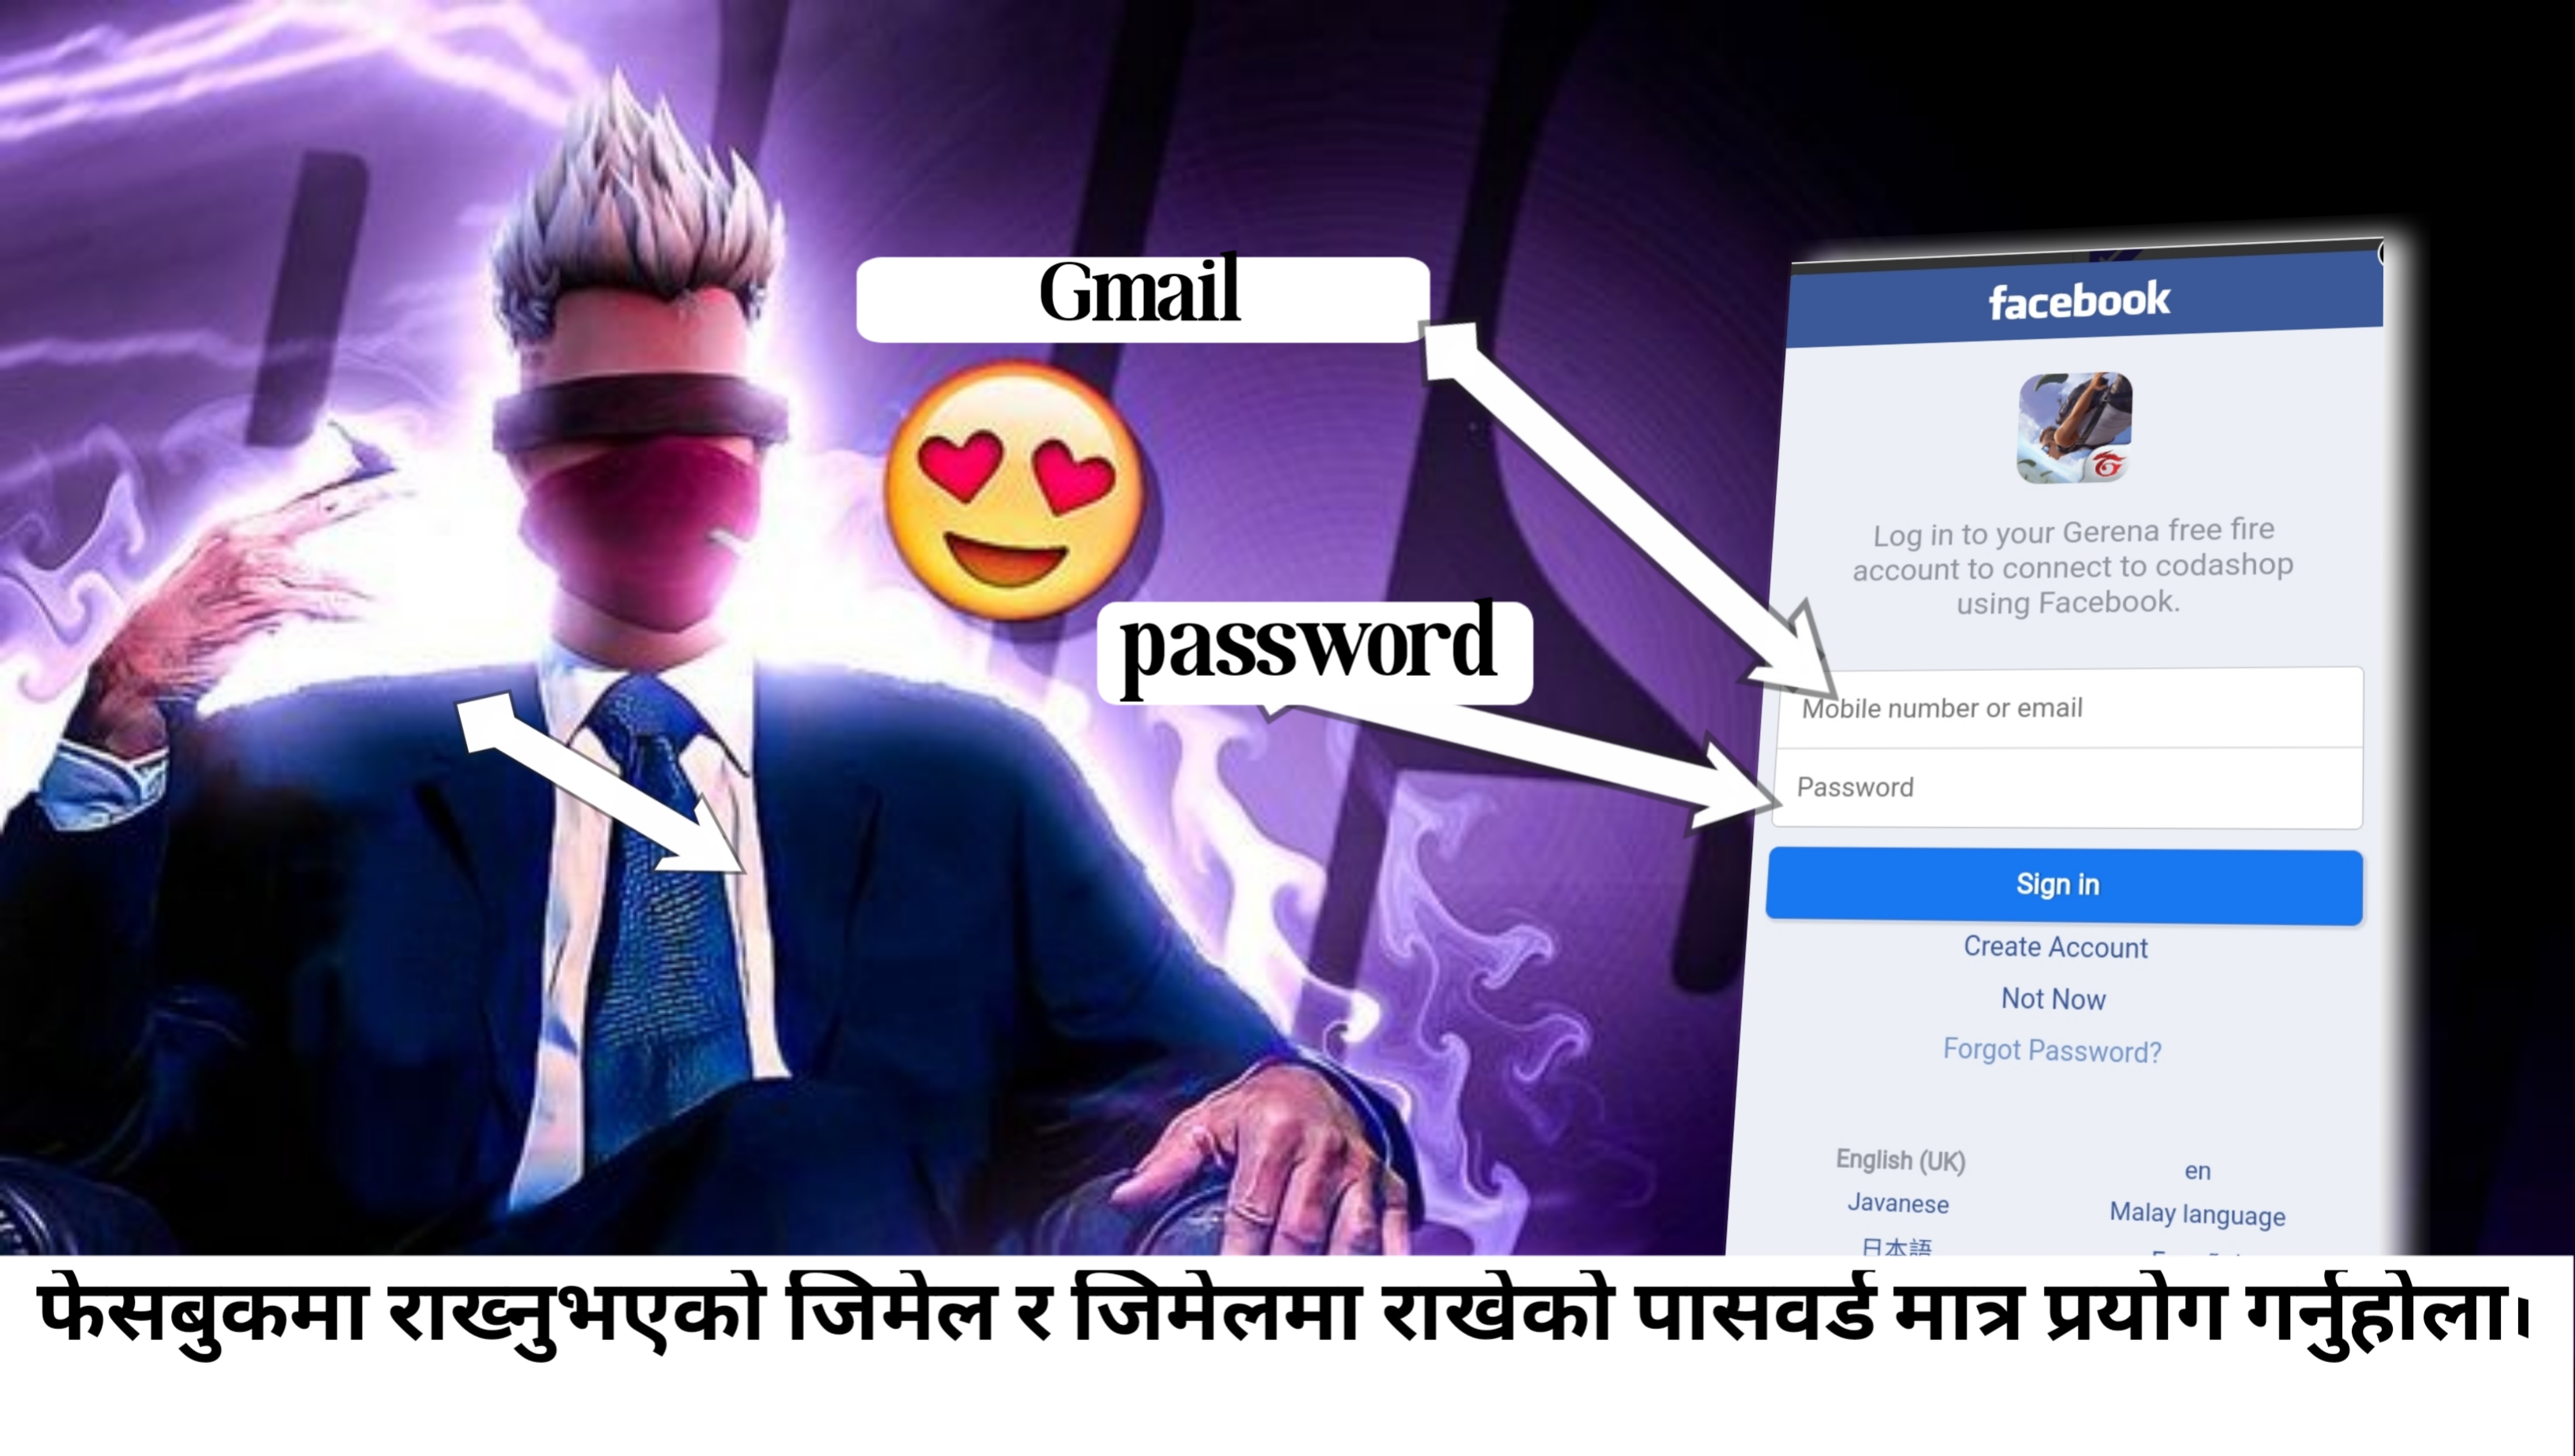 Gmail
password
facebook
Log in to your Gerena free fire
account to connect to codashop
using Facebook.
Mobile number or email
Password
Sign in
Create Account
Not Now
Forgot Password?
English (UK)
en
Javanese
Malay language
日本語
फेसबुकमा राख्नुभएको जिमेल र जिमेलमा राखेको पासवर्ड मात्र प्रयोग गर्नुहोला।